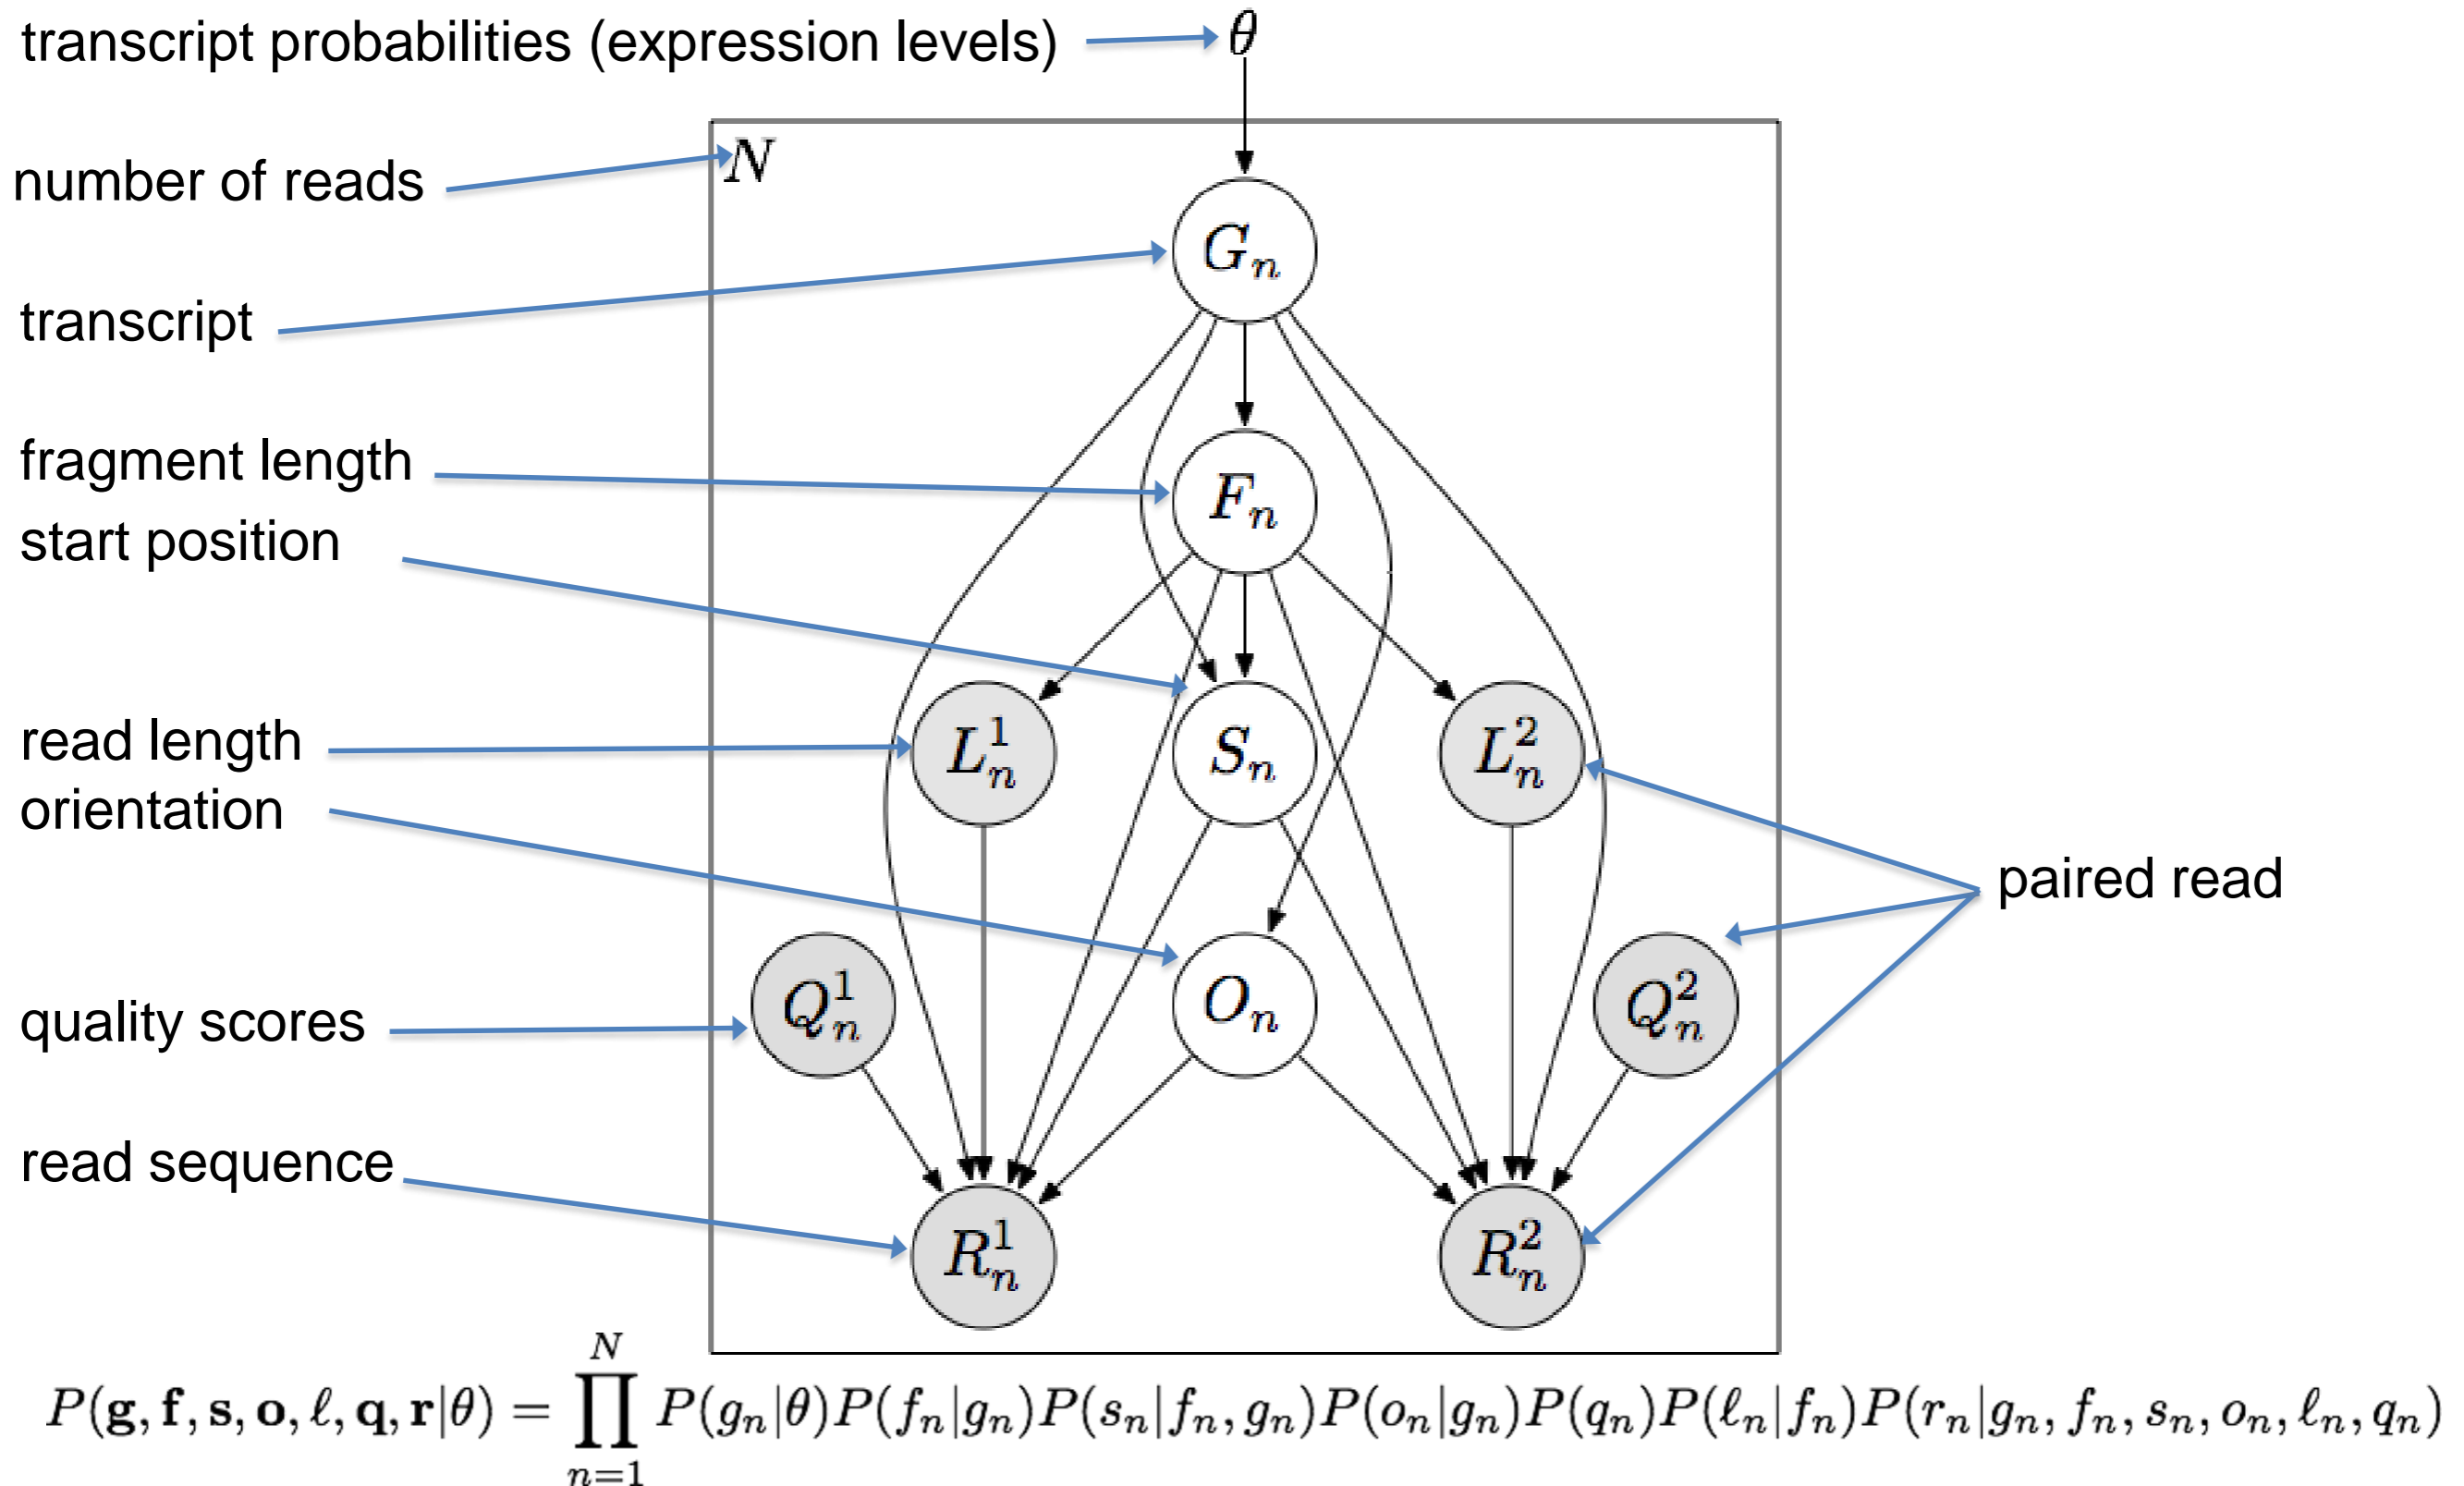 transcript probabilities (expression levels)
θ
number of reads
N
transcript
G_n
fragment length
F_n
start position
read length
L_n^1
S_n
L_n^2
orientation
paired read
quality scores
Q_n^1
O_n
Q_n^2
read sequence
R_n^1
R_n^2
P(g, f, s, o, ℓ, q, r|θ) = ∏_{n=1}^{N} P(g_n|θ)P(f_n|g_n)P(s_n|f_n, g_n)P(o_n|g_n)P(q_n)P(ℓ_n|f_n)P(r_n|g_n, f_n, s_n, o_n, ℓ_n, q_n)